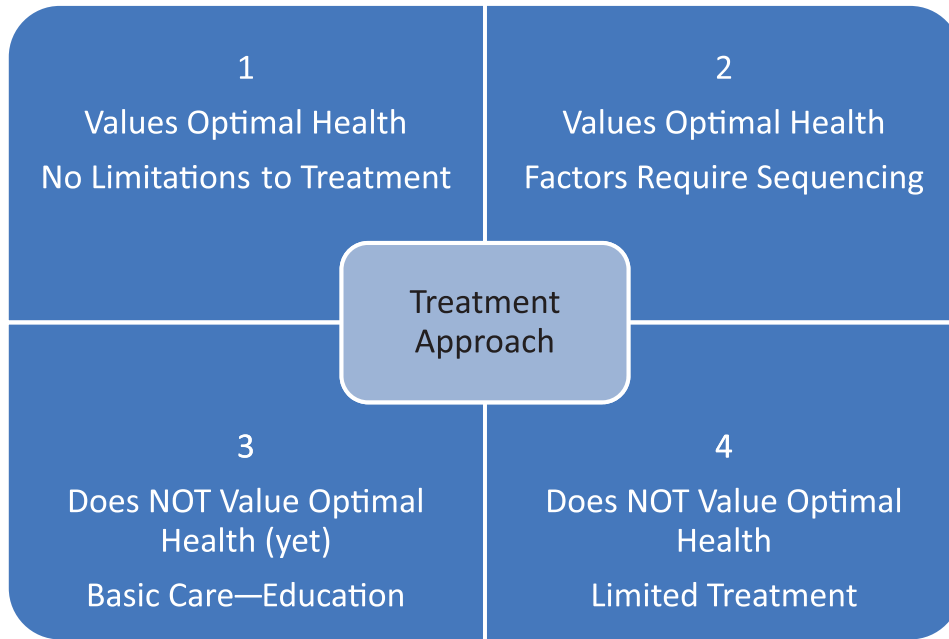 1
Values Optimal Health
No Limitations to Treatment
2
Values Optimal Health
Factors Require Sequencing
Treatment
Approach
3
Does NOT Value Optimal
Health (yet)
Basic Care—Education
4
Does NOT Value Optimal
Health
Limited Treatment